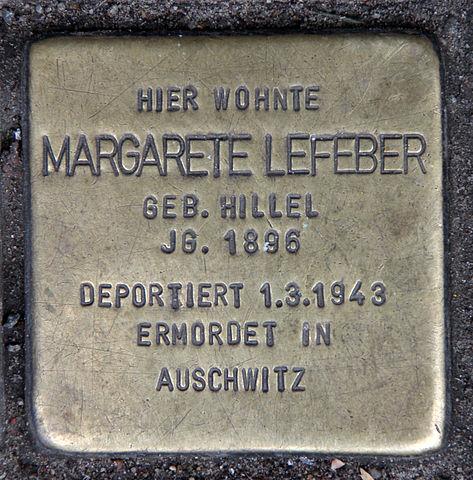 HIER WOHNTE
MARGARETE LEFEBER
GEB. HILLEL
JG. 1896
DEPORTIERT 1.3.1943
ERMORDET IN
AUSCHWITZ